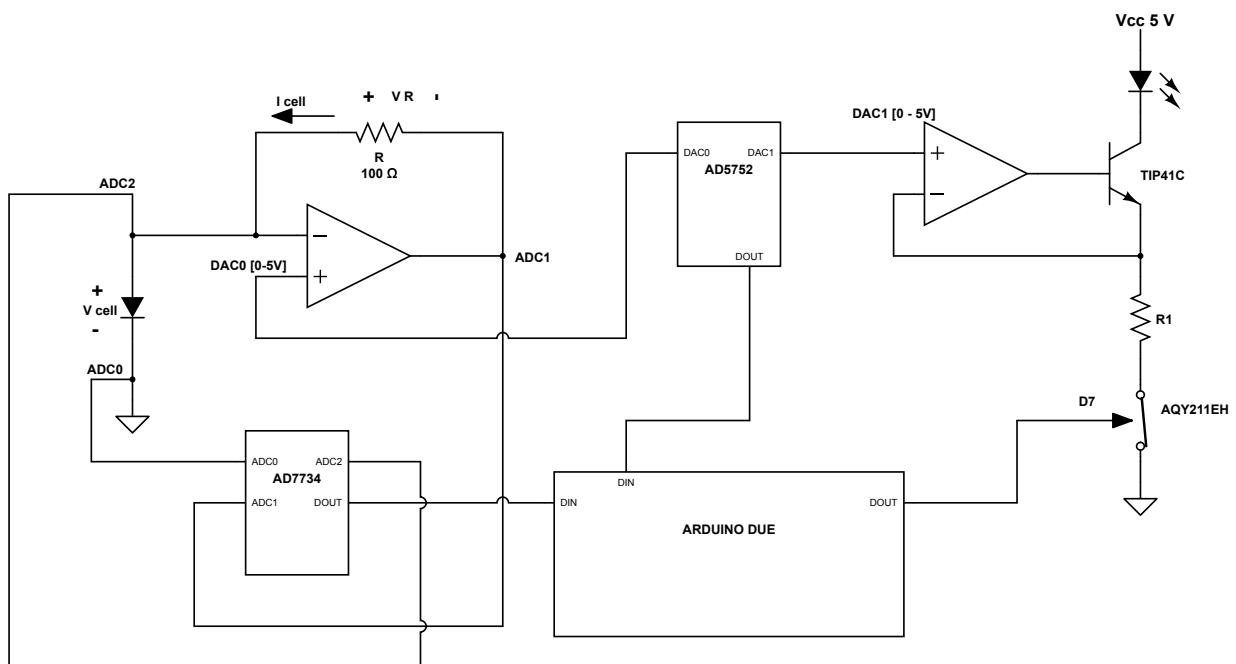 Vcc 5 V
I cell
+ V R -
R
100 Ω
DAC1 [0 - 5V]
DAC0
DAC1
AD5752
DOUT
+
−
TIP41C
ADC2
−
+
DAC0 [0-5V]
ADC1
+
V cell
-
ADC0
R1
D7
AQY211EH
ADC0
ADC2
AD7734
ADC1
DOUT
DIN
DIN
DOUT
ARDUINO DUE